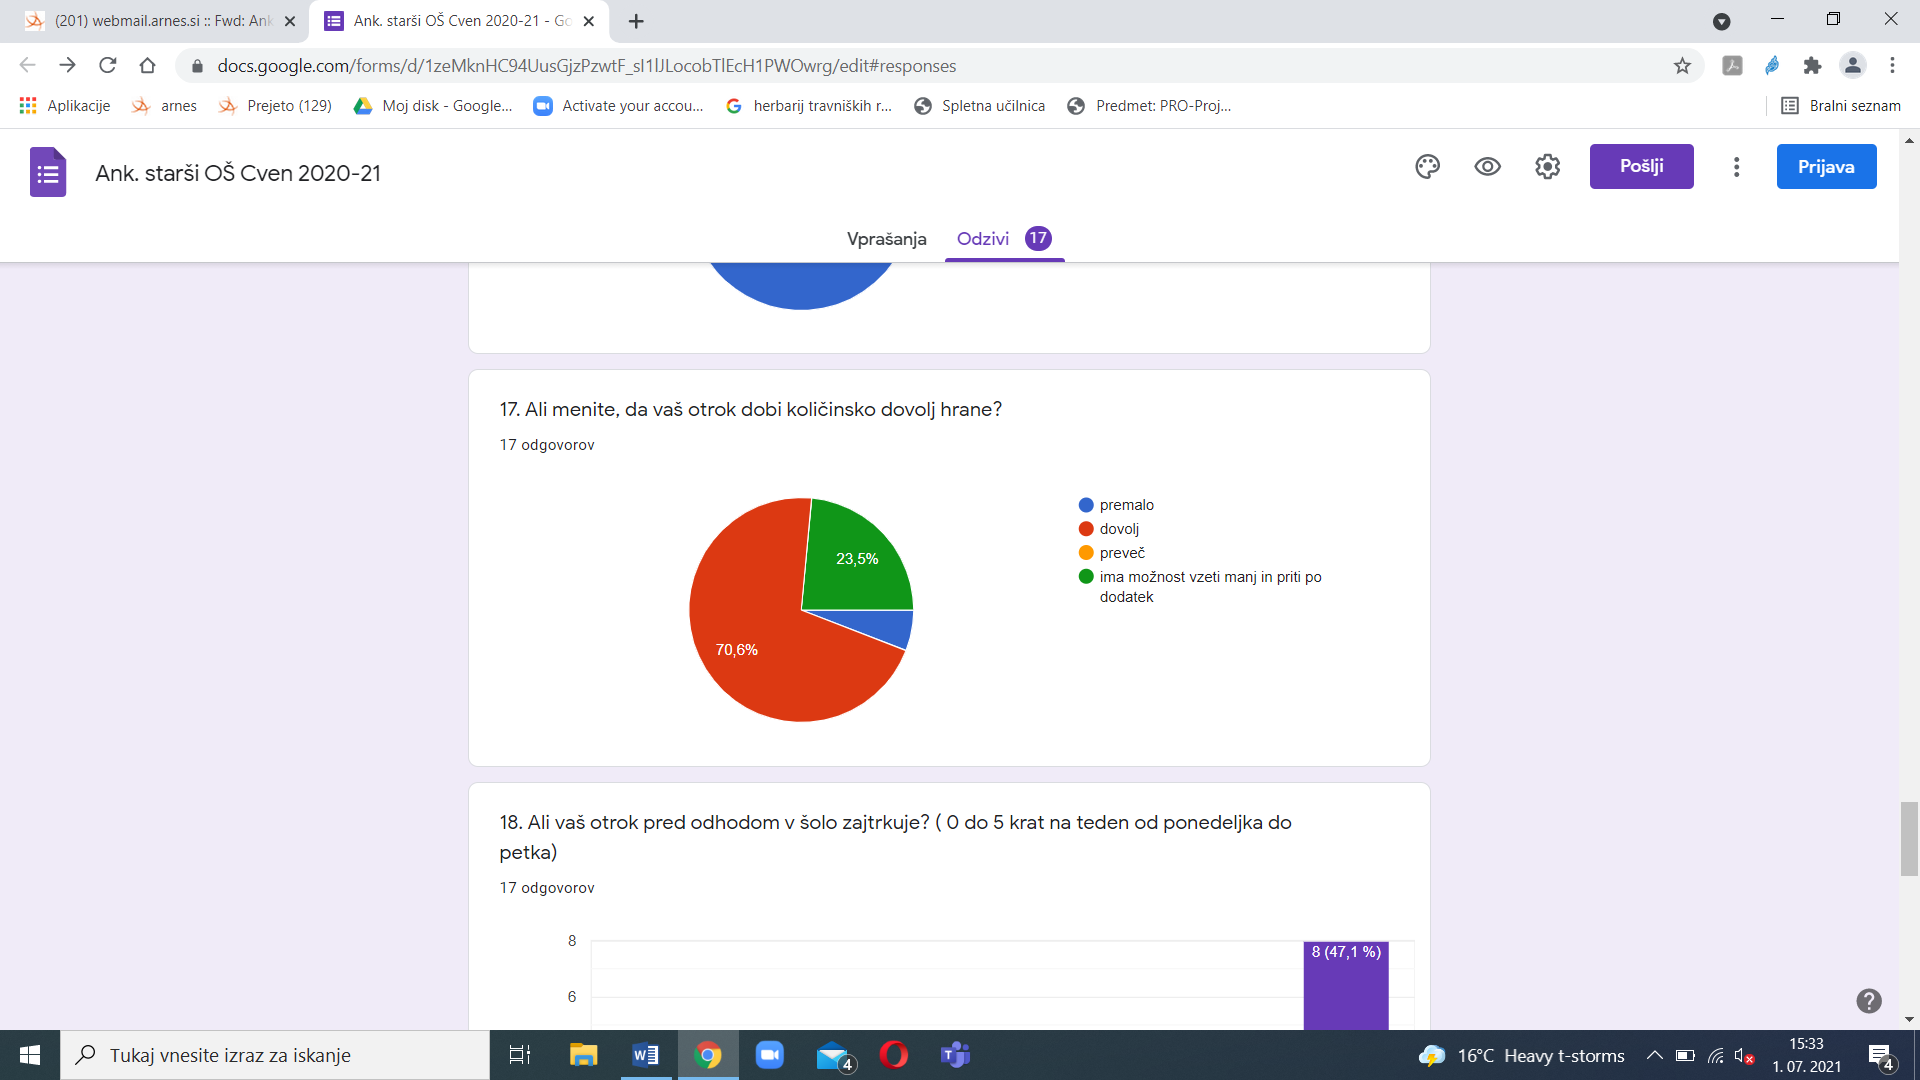 (201) webmail.arnes.si :: Fwd: Ank
Ank. starši OŠ Cven 2020-21 - Go
docs.google.com/forms/d/1zeMknHC94UusGjzPzwtF_sI1lJLocobTlEcH1PWOwrg/edit#responses
Aplikacije arnes Prejeto (129) Moj disk - Google... Activate your accou... herbarij travniških r... Spletna učilnica Predmet: PRO-Proj... Bralni seznam
Ank. starši OŠ Cven 2020-21
Pošlji
Prijava
Vprašanja Odzivi 17
17. Ali menite, da vaš otrok dobi količinsko dovolj hrane?
17 odgovorov
23,5%
70,6%
premalo
dovolj
preveč
ima možnost vzeti manj in priti po
dodatek
18. Ali vaš otrok pred odhodom v šolo zajtrkuje? ( 0 do 5 krat na teden od ponedeljka do
petka)
17 odgovorov
8
8 (47,1 %)
6
Tukaj vnesite izraz za iskanje
4
16°C Heavy t-storms
15:33
1. 07. 2021
4